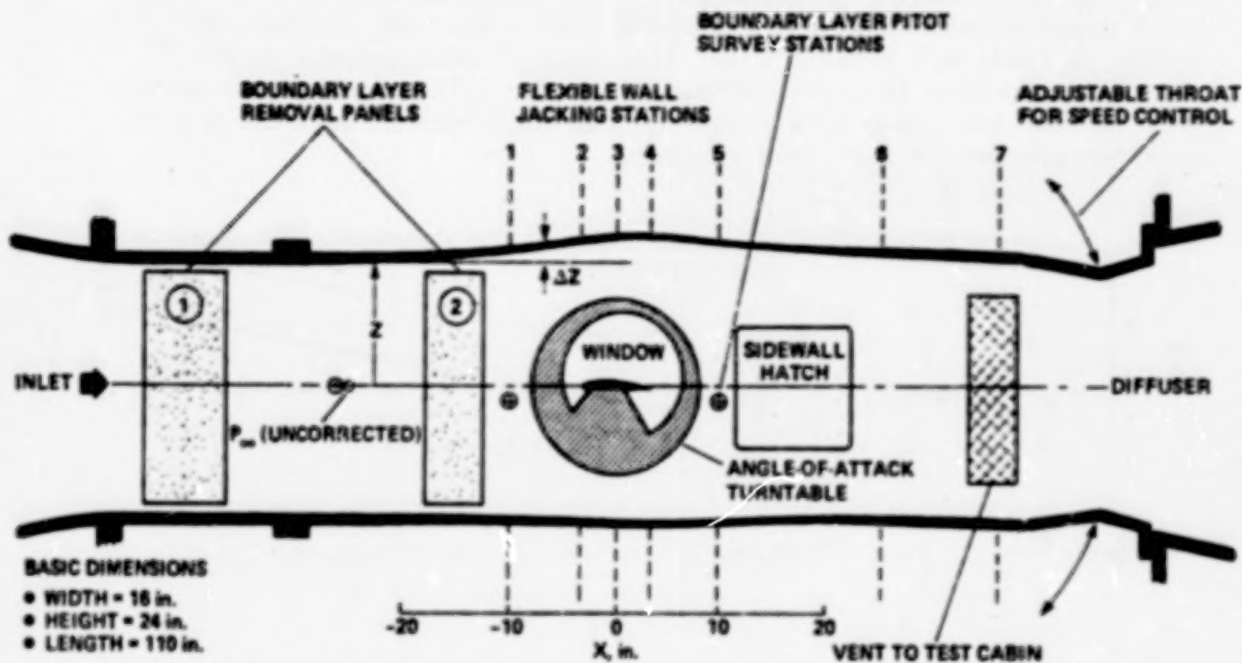 BOUNDARY LAYER PITOT
SURVEY STATIONS
BOUNDARY LAYER
REMOVAL PANELS
FLEXIBLE WALL
JACKING STATIONS
ADJUSTABLE THROAT
FOR SPEED CONTROL
1 2 3 4 5 6 7
ΔZ
1
2
Z
WINDOW
SIDEWALL
HATCH
INLET
DIFFUSER
P∞ (UNCORRECTED)
ANGLE-OF-ATTACK
TURNTABLE
BASIC DIMENSIONS
• WIDTH = 16 in.
• HEIGHT = 24 in.
• LENGTH = 110 in.
-20 -10 0 10 20
X, in.
VENT TO TEST CABIN